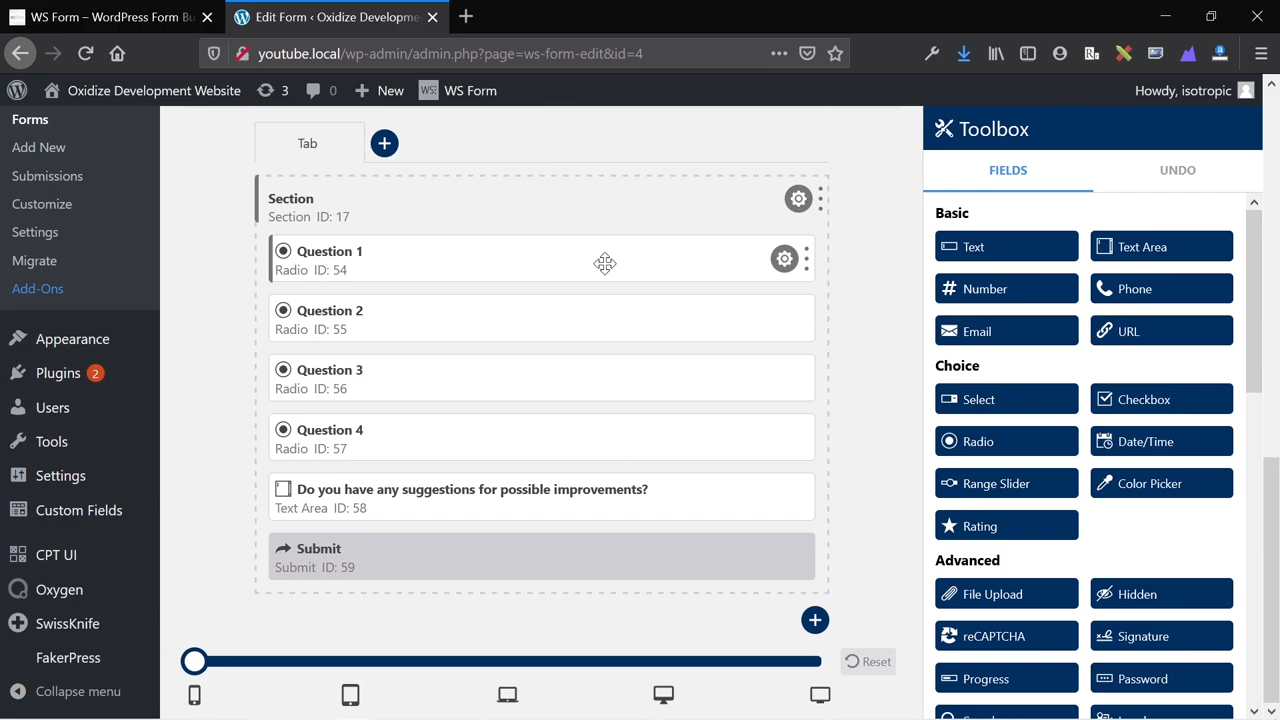 WS Form – WordPress Form Bu
Edit Form ‹ Oxidize Developme
youtube.local/wp-admin/admin.php?page=ws-form-edit&id=4
Oxidize Development Website
3
0
New
WS Form
Howdy, isotropic
Forms
Add New
Submissions
Customize
Settings
Migrate
Add-Ons
Appearance
Plugins 2
Users
Tools
Settings
Custom Fields
CPT UI
Oxygen
SwissKnife
FakerPress
Collapse menu
Tab
Section
Section ID: 17
Question 1
Radio ID: 54
Question 2
Radio ID: 55
Question 3
Radio ID: 56
Question 4
Radio ID: 57
Do you have any suggestions for possible improvements?
Text Area ID: 58
Submit
Submit ID: 59
Reset
Toolbox
FIELDS UNDO
Basic
Text Text Area
Number Phone
Email URL
Choice
Select Checkbox
Radio Date/Time
Range Slider Color Picker
Rating
Advanced
File Upload Hidden
reCAPTCHA Signature
Progress Password